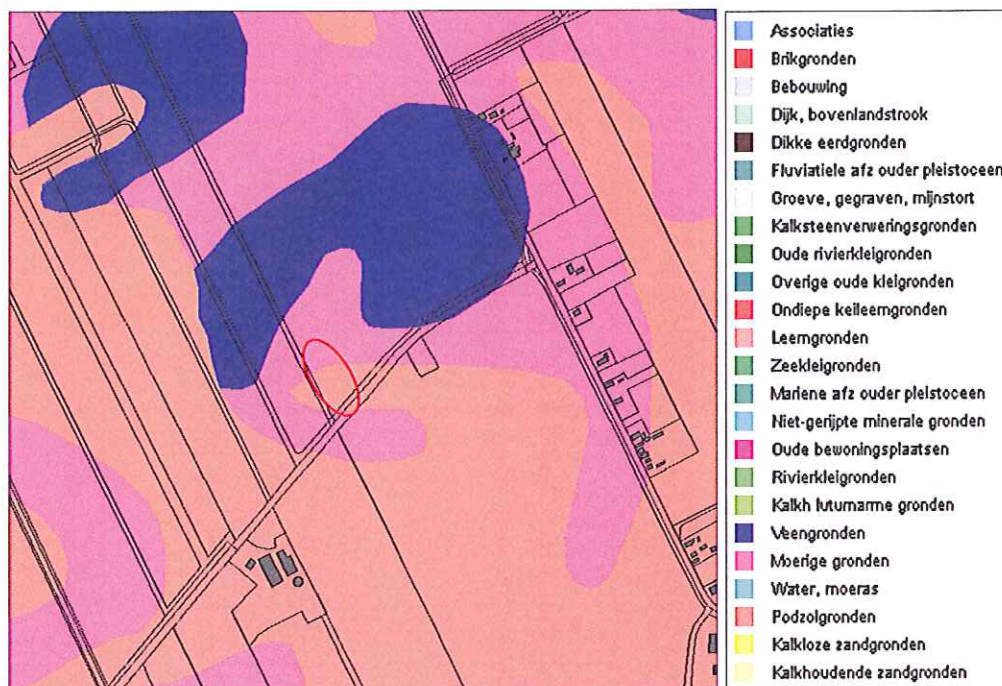 Associaties
Brikgronden
Bebouwing
Dijk, bovenlandstrook
Dikke eerdgronden
Fluviatiele afz ouder pleistoceen
Groeve, gegraven, mijnstort
Kalksteenverweringsgronden
Oude rivierkleigronden
Overige oude kleigronden
Ondiepe keileemgronden
Leemgronden
Zeekleigronden
Mariene afz ouder pleistoceen
Niet-gerijpte minerale gronden
Oude bewoningsplaatsen
Rivierkleigronden
Kalkh lutumarme gronden
Veengronden
Moerige gronden
Water, moeras
Podzolgronden
Kalkloze zandgronden
Kalkhoudende zandgronden